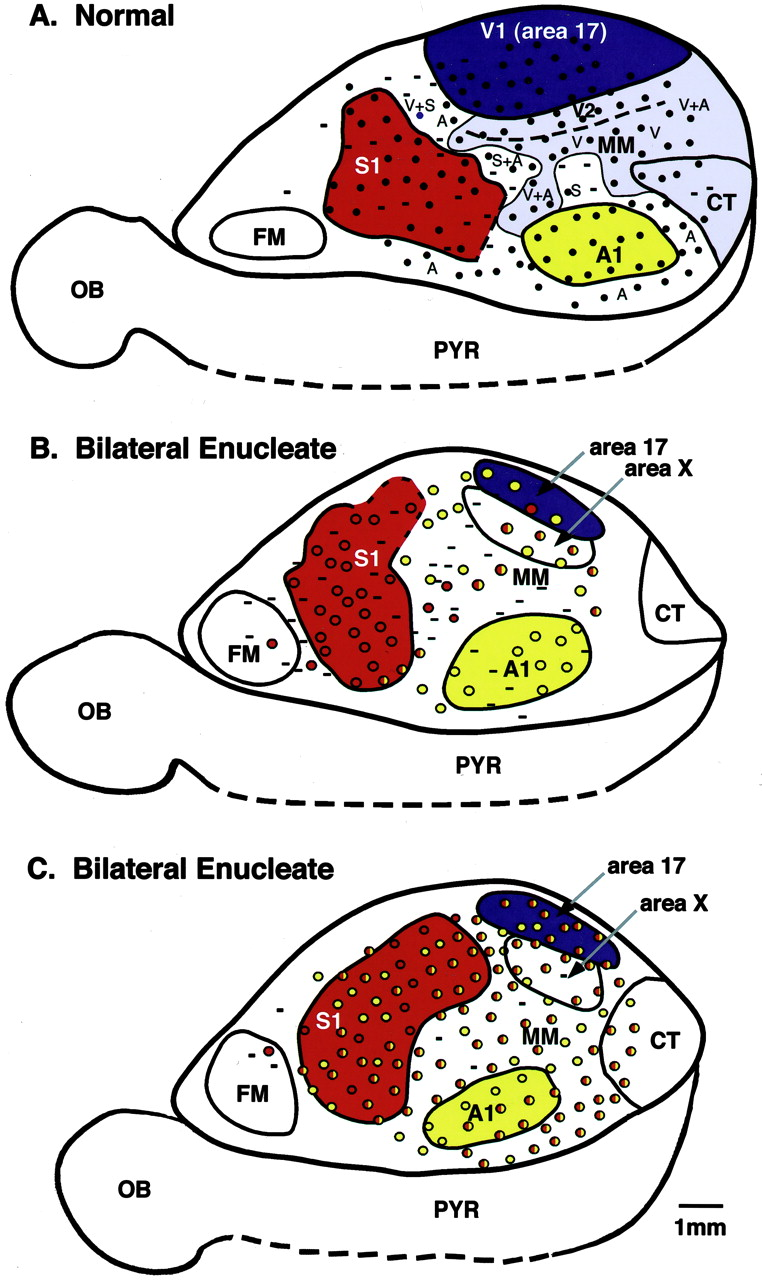 A. Normal
V1 (area 17)
V+S
A
V2
V+A
V
V
MM
S+A
S1
V+A
S
CT
FM
A1
A
A
A
OB
PYR
B. Bilateral Enucleate
area 17
area X
S1
MM
CT
FM
A1
OB
PYR
C. Bilateral Enucleate
area 17
area X
S1
MM
CT
FM
A1
OB
PYR
1mm